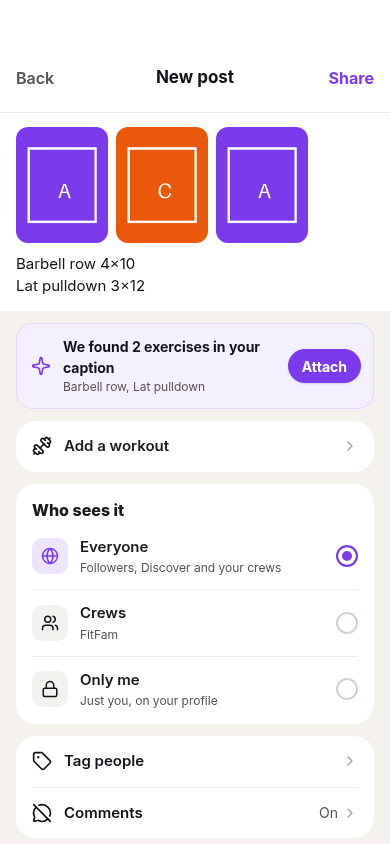 Back
New post
Share
A
C
A
Barbell row 4×10
Lat pulldown 3×12
We found 2 exercises in your
caption
Barbell row, Lat pulldown
Attach
Add a workout
Who sees it
Everyone
Followers, Discover and your crews
Crews
FitFam
Only me
Just you, on your profile
Tag people
Comments
On